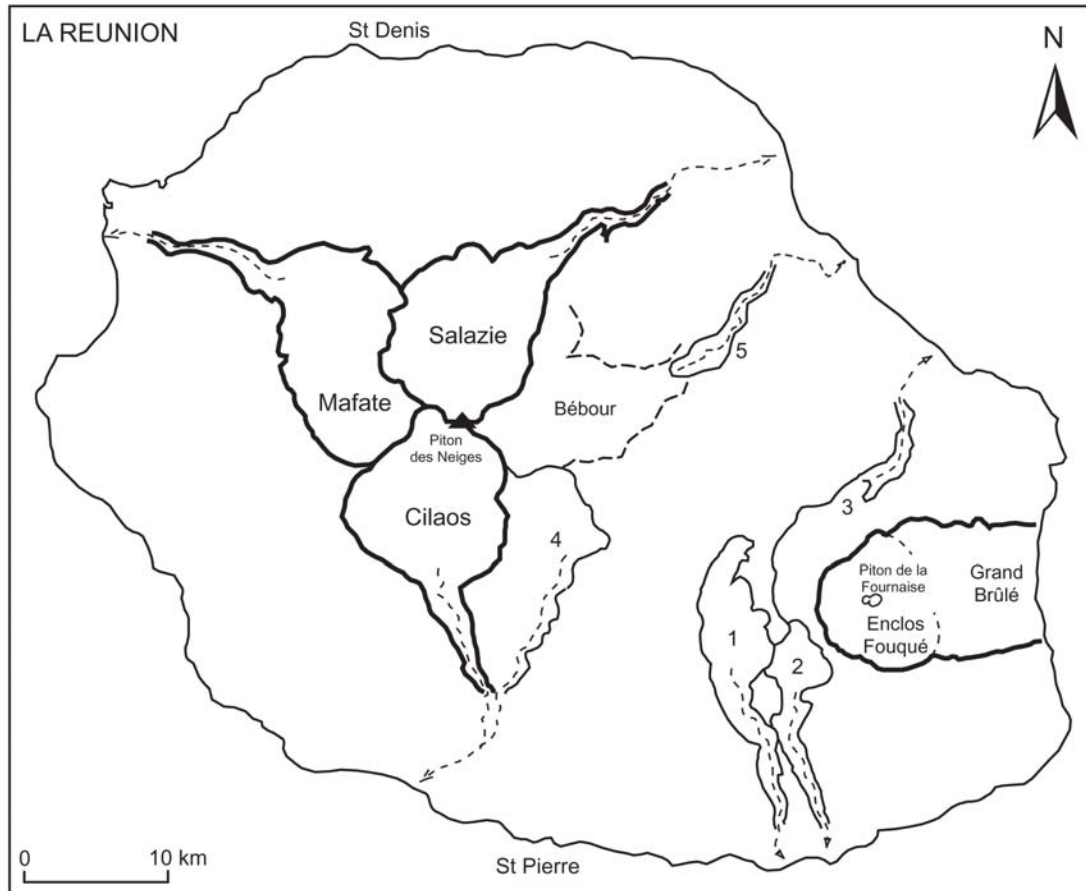 LA REUNION
St Denis
N
Salazie
5
Mafate
Bébour
Piton
des Neiges
Cilaos
3
4
Piton de la
Fournaise
Grand
Brûlé
Enclos
Fouqué
1
2
0
10 km
St Pierre